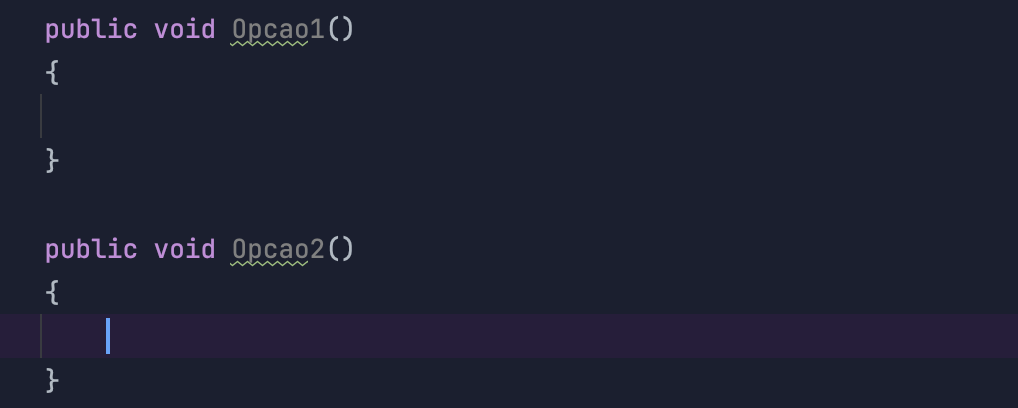 public void Opcao1()
{
}
public void Opcao2()
{
}